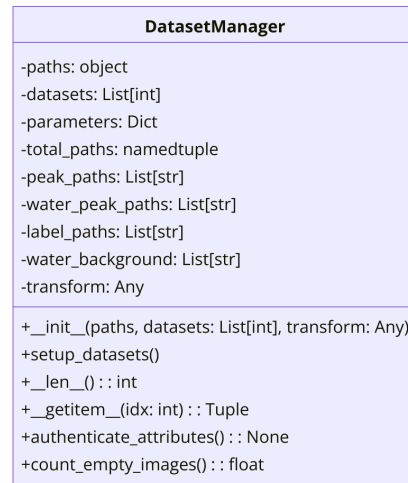 DatasetManager
-paths: object
-datasets: List[int]
-parameters: Dict
-total_paths: namedtuple
-peak_paths: List[str]
-water_peak_paths: List[str]
-label_paths: List[str]
-water_background: List[str]
-transform: Any
+__init__(paths, datasets: List[int], transform: Any)
+setup_datasets()
+__len__() : : int
+__getitem__(idx: int) : : Tuple
+authenticate_attributes() : : None
+count_empty_images() : : float